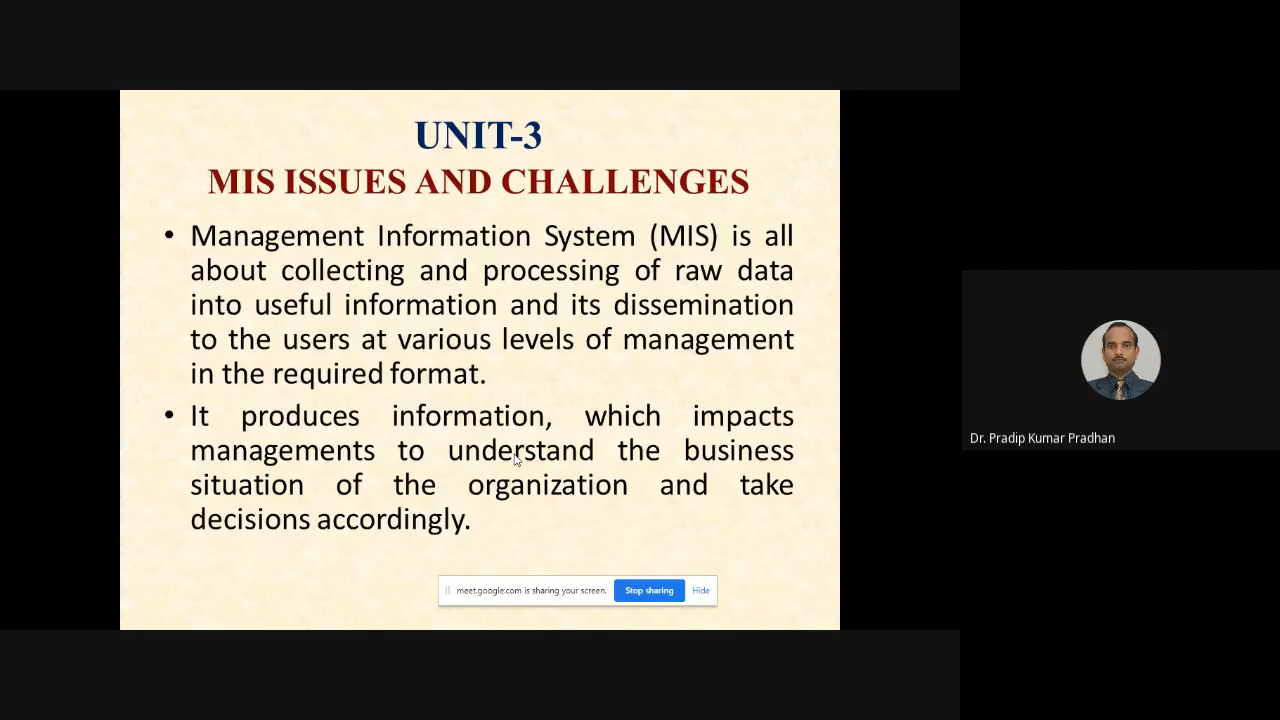 UNIT-3
MIS ISSUES AND CHALLENGES
• Management Information System (MIS) is all
about collecting and processing of raw data
into useful information and its dissemination
to the users at various levels of management
in the required format.
• It produces information, which impacts
managements to understand the business
situation of the organization and take
decisions accordingly.
meet.google.com is sharing your screen. Stop sharing Hide
Dr. Pradip Kumar Pradhan